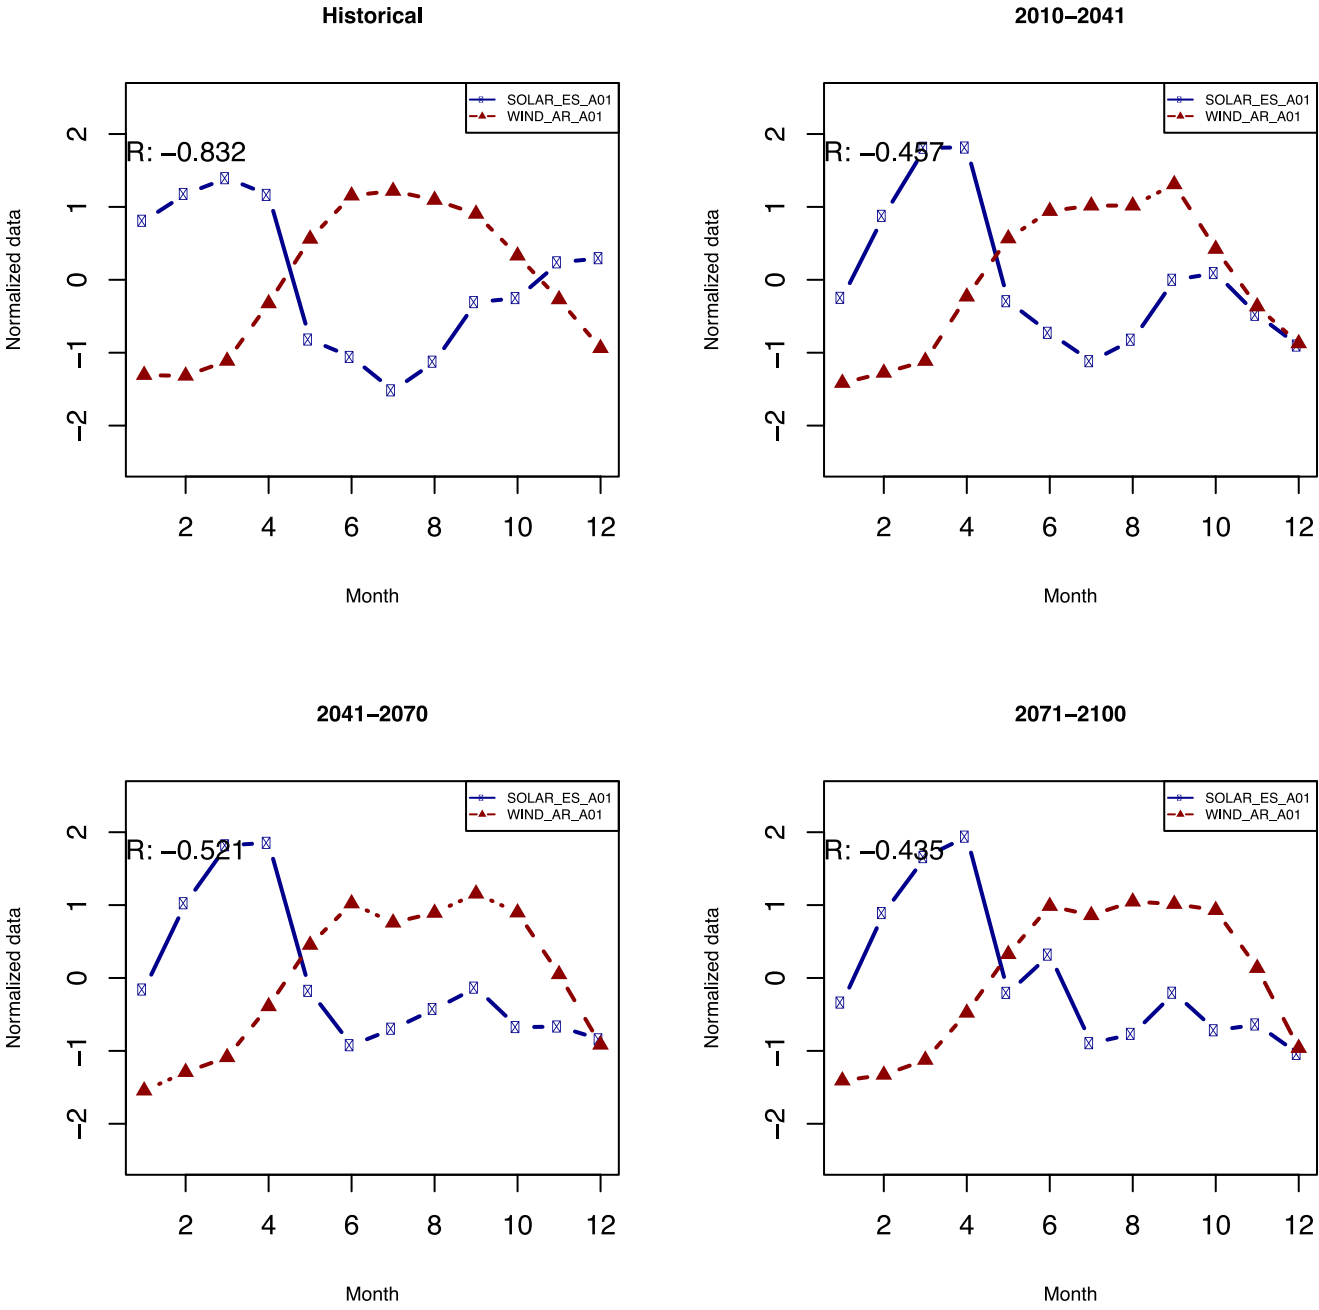 Historical
SOLAR_ES_A01
WIND_AR_A01
R: −0.832
Normalized data
2
1
0
−1
−2
2 4 6 8 10 12
Month
2010−2041
SOLAR_ES_A01
WIND_AR_A01
R: −0.457
Normalized data
2
1
0
−1
−2
2 4 6 8 10 12
Month
2041−2070
SOLAR_ES_A01
WIND_AR_A01
R: −0.521
Normalized data
2
1
0
−1
−2
2 4 6 8 10 12
Month
2071−2100
SOLAR_ES_A01
WIND_AR_A01
R: −0.435
Normalized data
2
1
0
−1
−2
2 4 6 8 10 12
Month